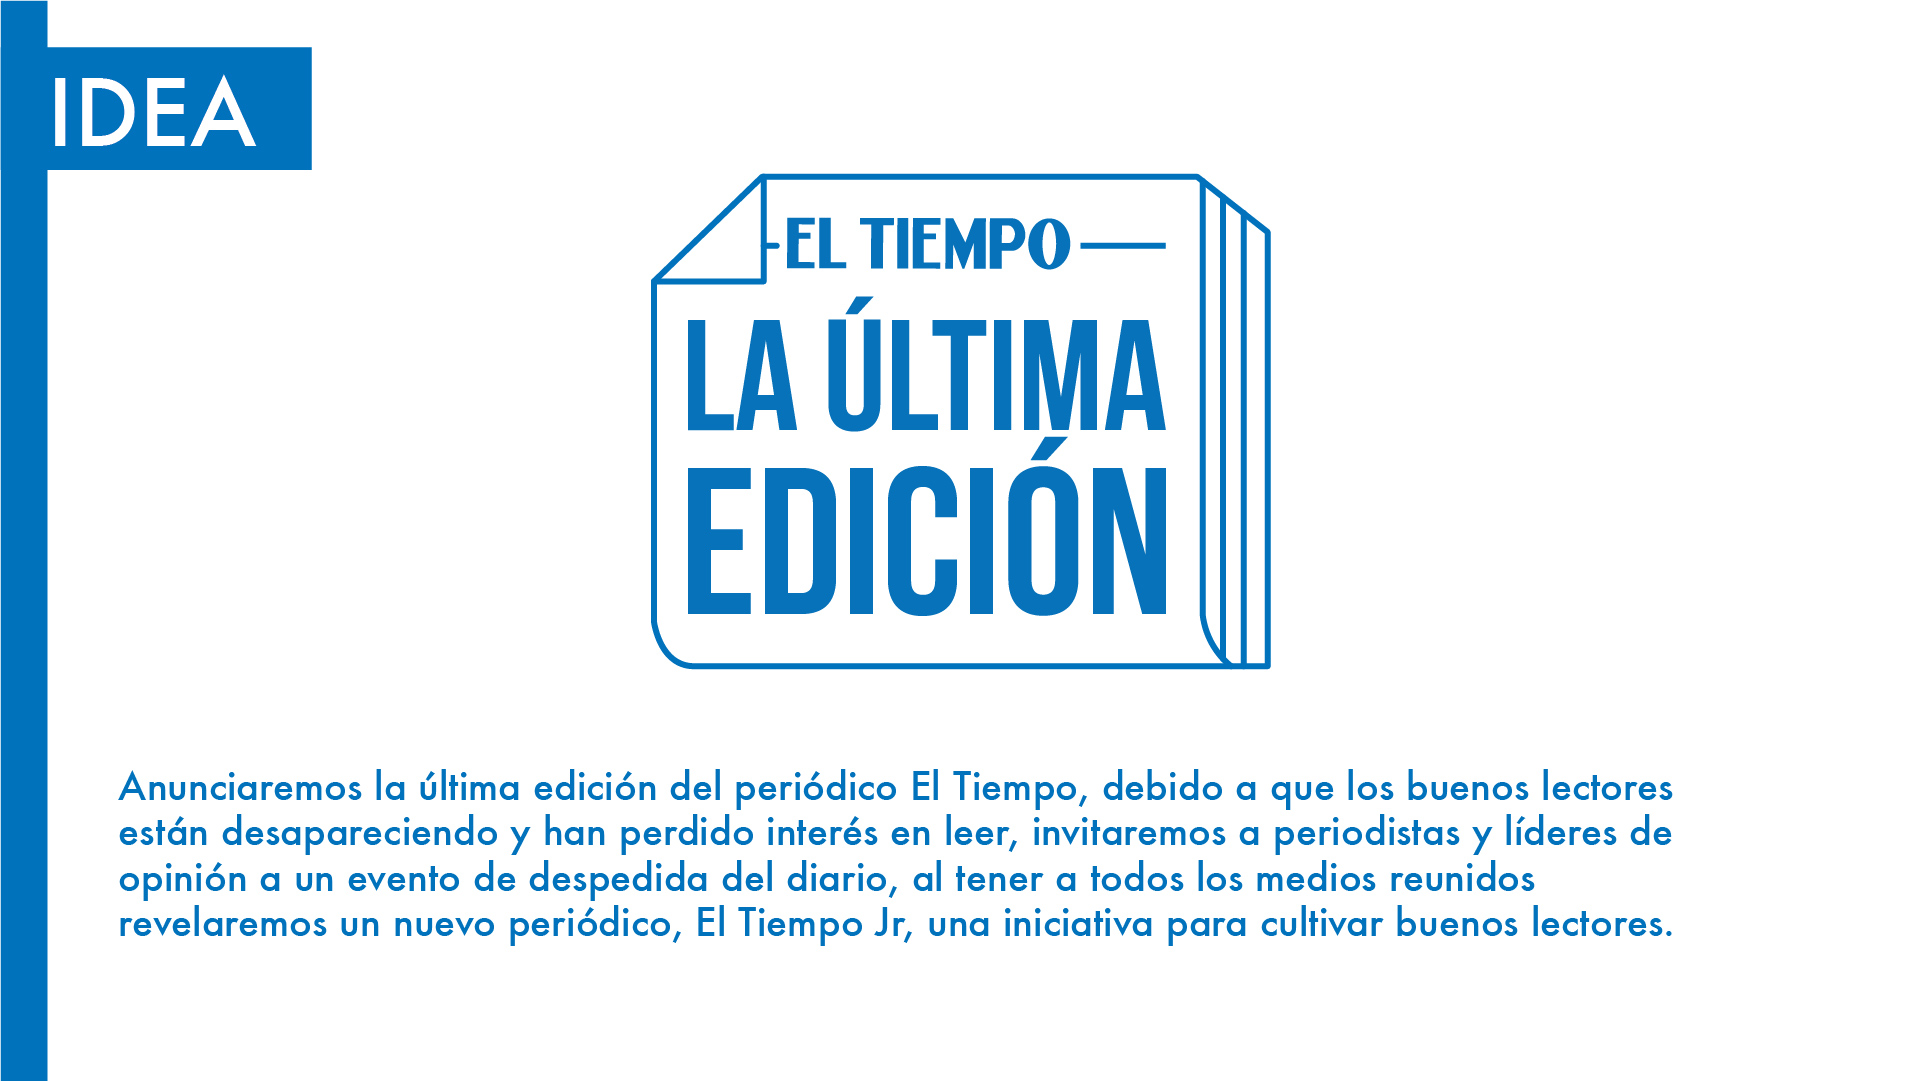 IDEA
EL TIEMPO
LA ÚLTIMA
EDICIÓN
Anunciaremos la última edición del periódico El Tiempo, debido a que los buenos lectores
están desapareciendo y han perdido interés en leer, invitaremos a periodistas y líderes de
opinión a un evento de despedida del diario, al tener a todos los medios reunidos
revelaremos un nuevo periódico, El Tiempo Jr, una iniciativa para cultivar buenos lectores.